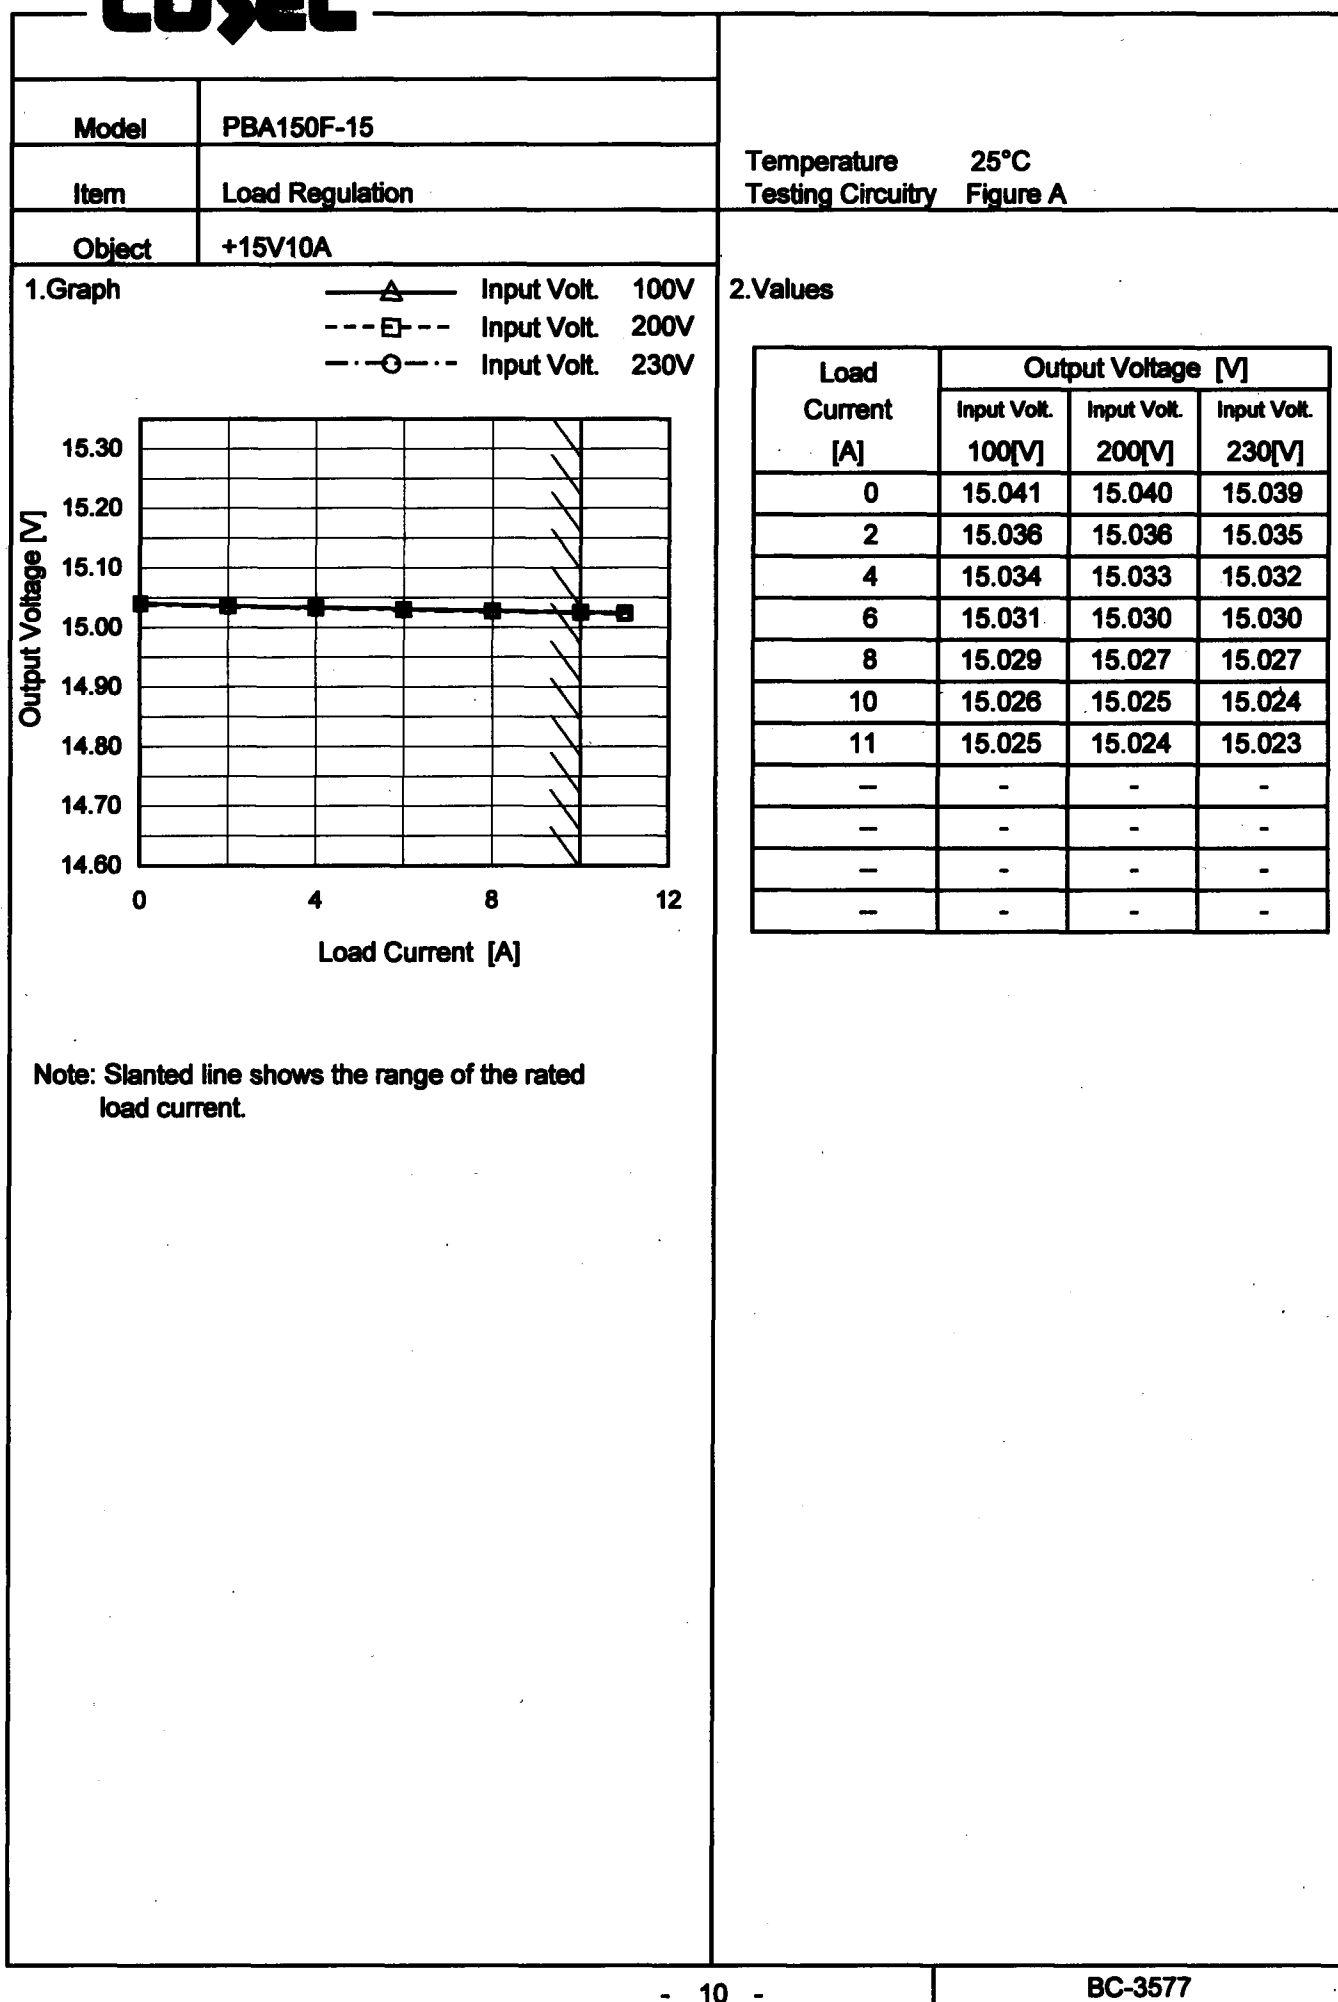 COSEL
Model PBA150F-15
Item Load Regulation
Object +15V10A
Temperature 25°C
Testing Circuitry Figure A
1.Graph
Input Volt. 100V
Input Volt. 200V
Input Volt. 230V
15.30
15.20
15.10
15.00
14.90
14.80
14.70
14.60
Output Voltage [V]
0 4 8 12
Load Current [A]
Note: Slanted line shows the range of the rated
load current.
2.Values
Load Output Voltage [V]
Current Input Volt. Input Volt. Input Volt.
[A] 100[V] 200[V] 230[V]
0 15.041 15.040 15.039
2 15.036 15.036 15.035
4 15.034 15.033 15.032
6 15.031 15.030 15.030
8 15.029 15.027 15.027
10 15.026 15.025 15.024
11 15.025 15.024 15.023
— - - -
— - - -
— - - -
— - - -
- 10 -
BC-3577